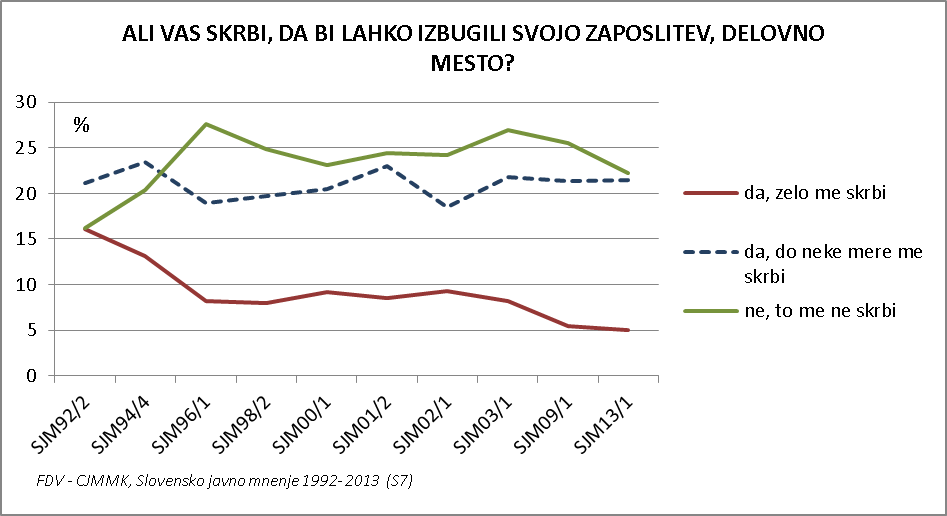 ALI VAS SKRBI, DA BI LAHKO IZBUGILI SVOJO ZAPOSLITEV, DELOVNO
MESTO?
%
30
25
20
15
10
5
0
SJM92/2
SJM94/4
SJM96/1
SJM98/2
SJM00/1
SJM01/2
SJM02/1
SJM03/1
SJM09/1
SJM13/1
da, zelo me skrbi
da, do neke mere me
skrbi
ne, to me ne skrbi
FDV - CJMMK, Slovensko javno mnenje 1992- 2013 (S7)